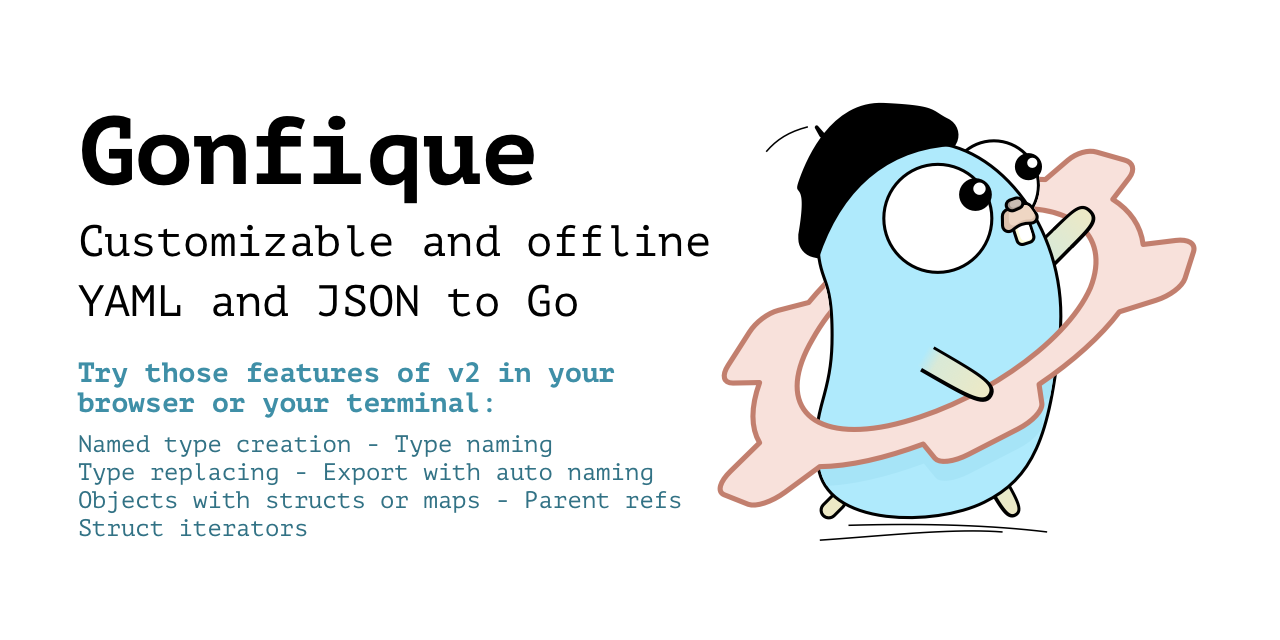 Gonfique
Customizable and offline
YAML and JSON to Go
Try those features of v2 in your
browser or your terminal:
Named type creation - Type naming
Type replacing - Export with auto naming
Objects with structs or maps - Parent refs
Struct iterators